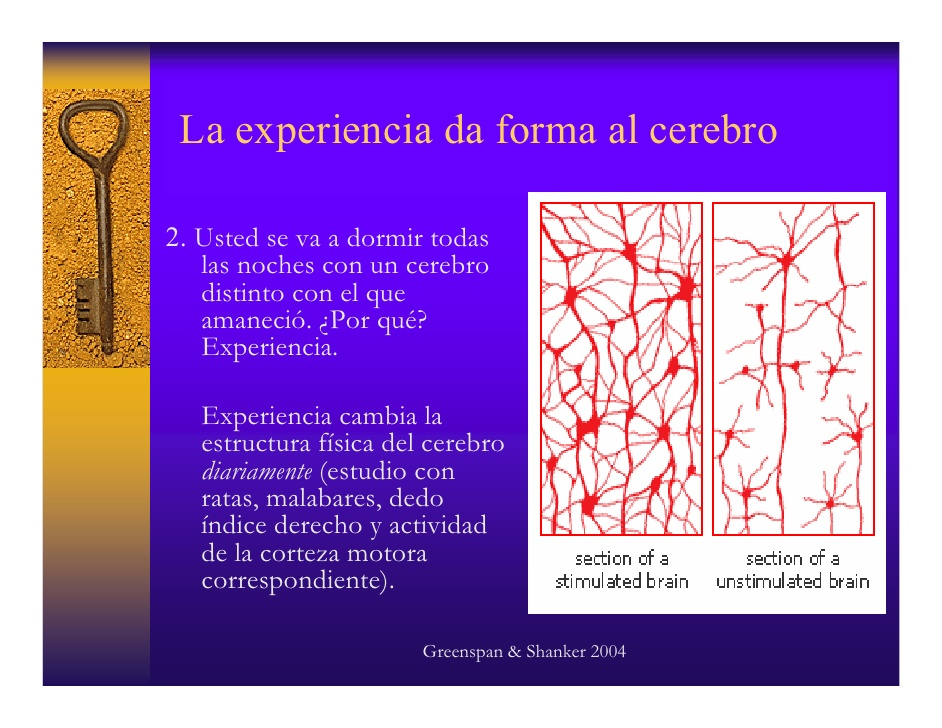 La experiencia da forma al cerebro
2. Usted se va a dormir todas
las noches con un cerebro
distinto con el que
amaneció. ¿Por qué?
Experiencia.
Experiencia cambia la
estructura física del cerebro
diariamente (estudio con
ratas, malabares, dedo
índice derecho y actividad
de la corteza motora
correspondiente).
section of a
stimulated brain
section of a
unstimulated brain
Greenspan & Shanker 2004